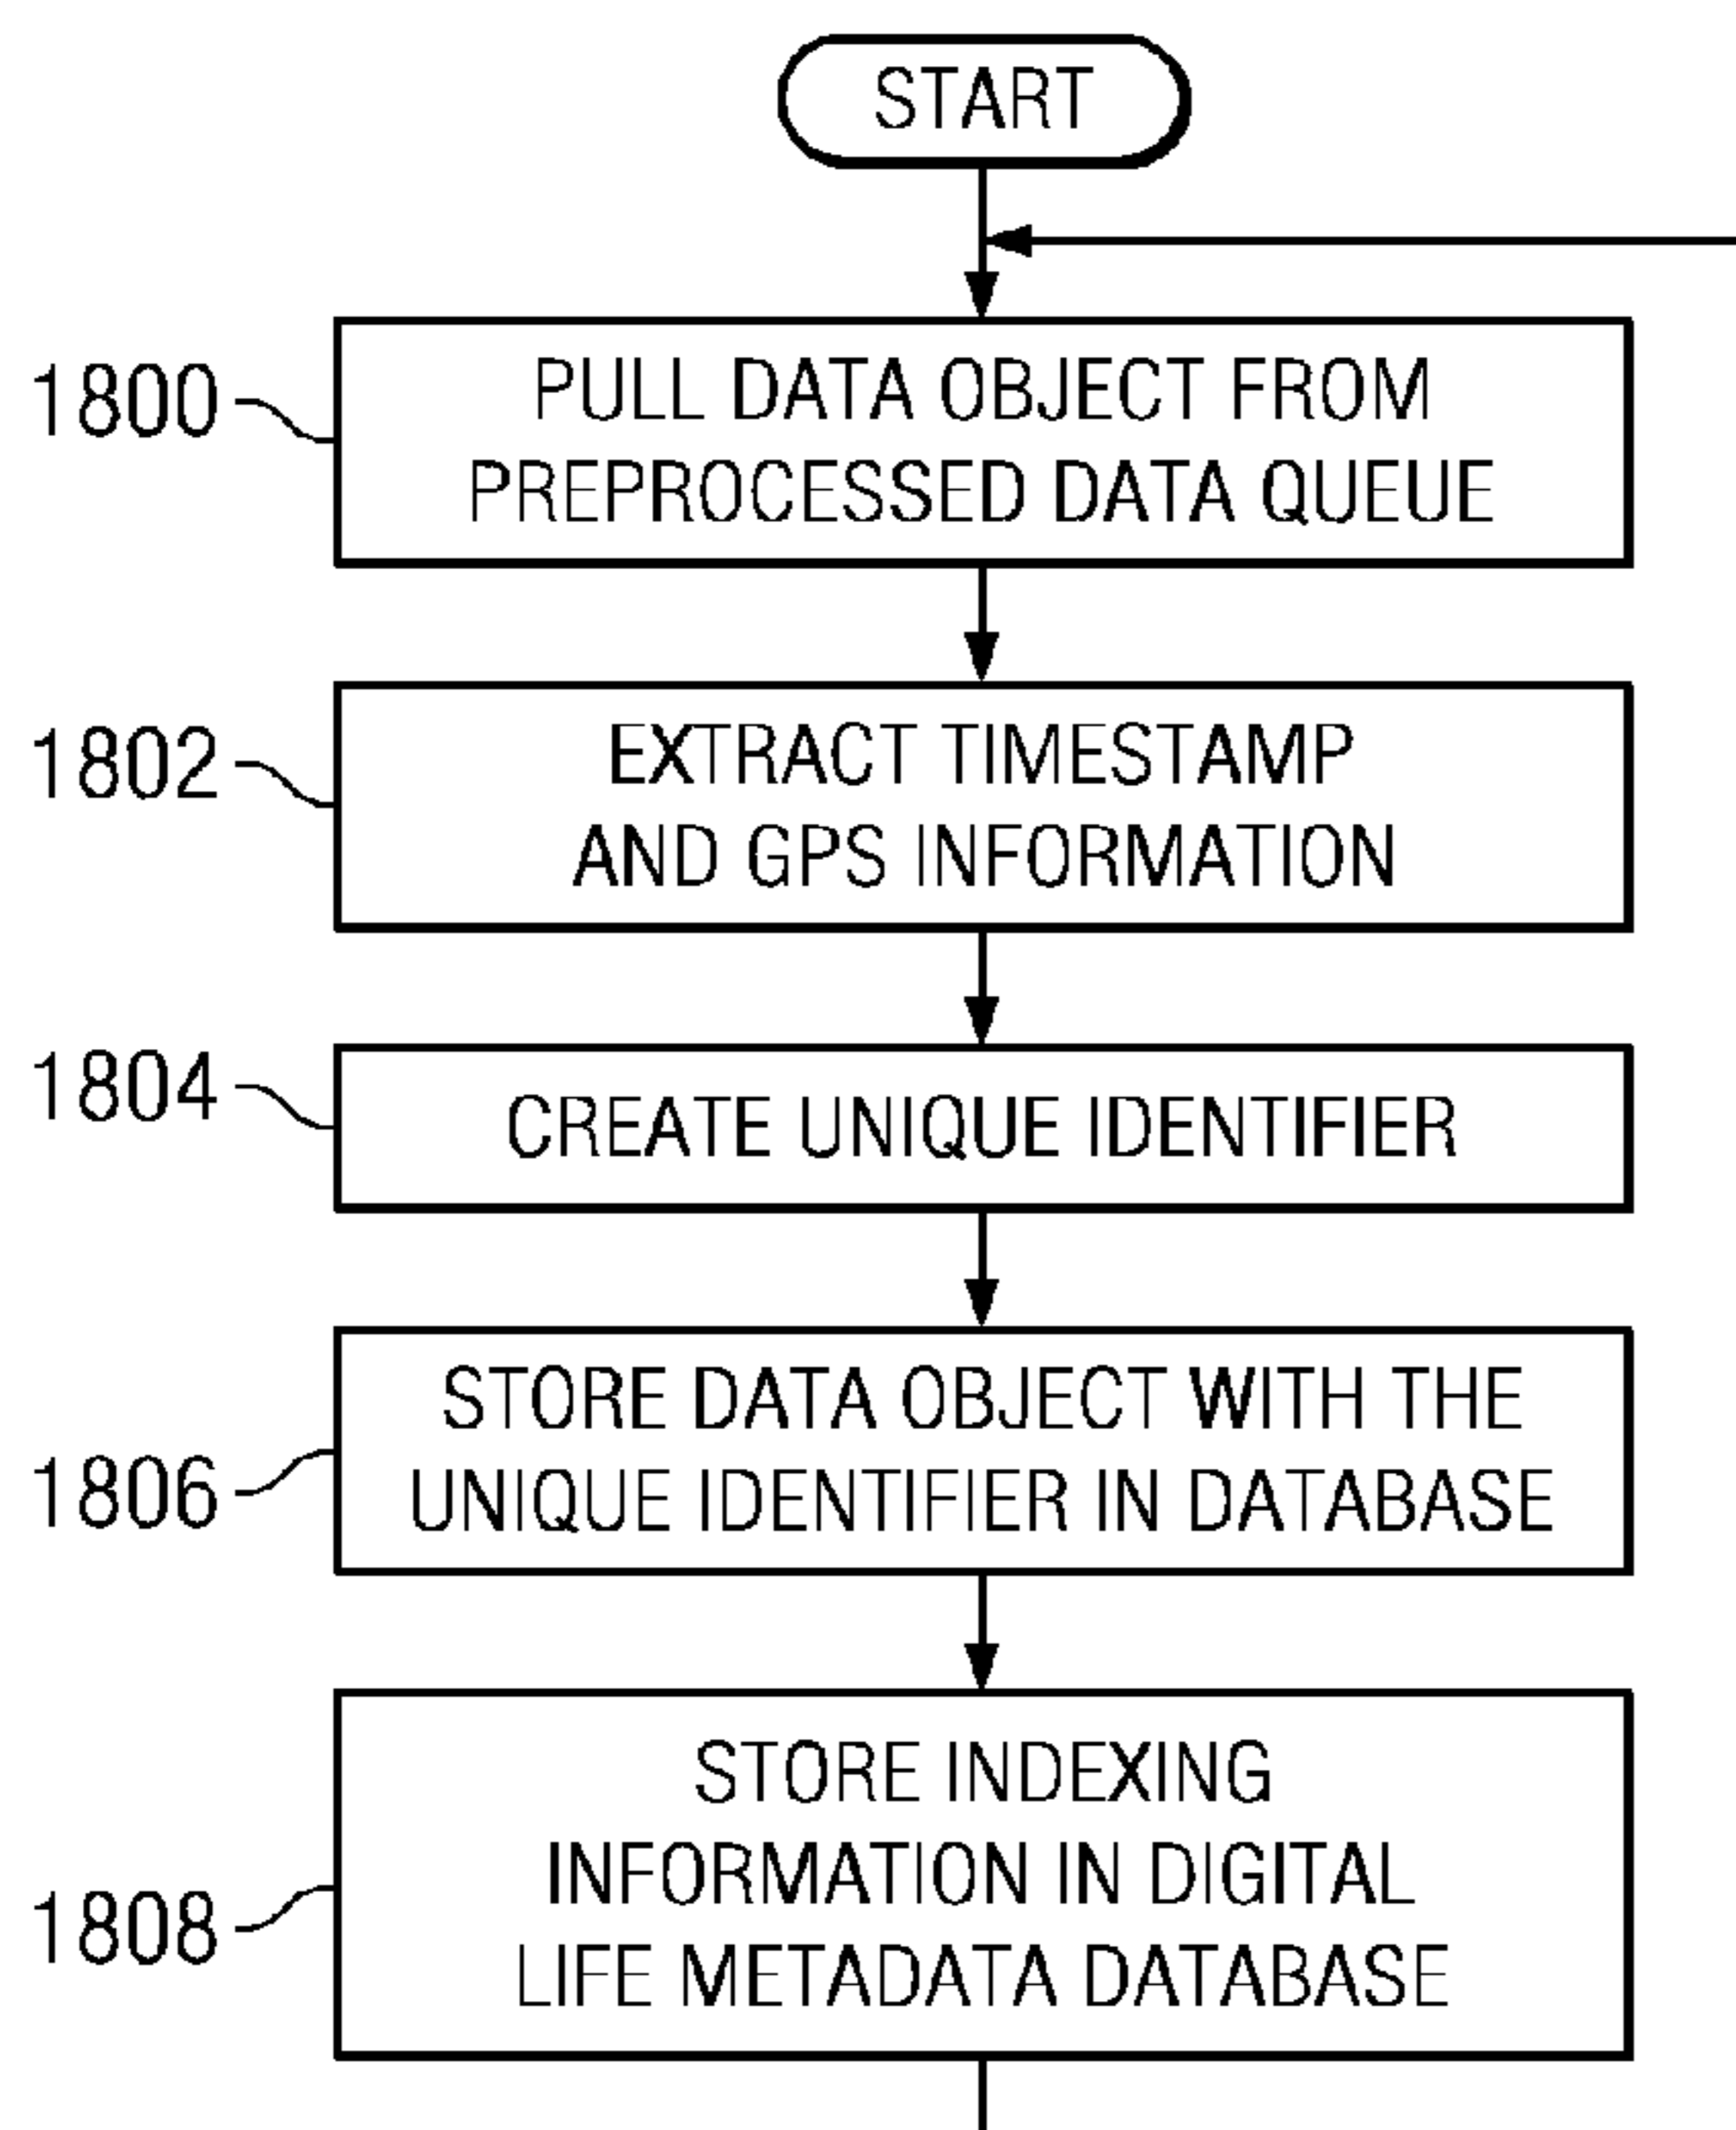 START
1800
PULL DATA OBJECT FROM
PREPROCESSED DATA QUEUE
1802
EXTRACT TIMESTAMP
AND GPS INFORMATION
1804
CREATE UNIQUE IDENTIFIER
1806
STORE DATA OBJECT WITH THE
UNIQUE IDENTIFIER IN DATABASE
1808
STORE INDEXING
INFORMATION IN DIGITAL
LIFE METADATA DATABASE